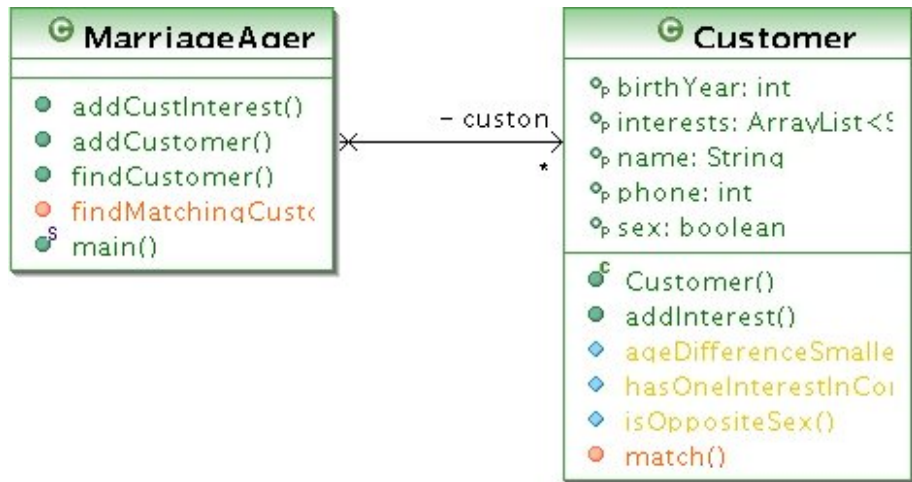 C MarriageAger
addCustInterest()
addCustomer()
findCustomer()
findMatchingCustc
S main()
- custon
*
C Customer
P birthYear: int
P interests: ArrayList<S
P name: String
P phone: int
P sex: boolean
C Customer()
addInterest()
ageDifferenceSmalle
hasOneInterestInCo
isOppositeSex()
match()